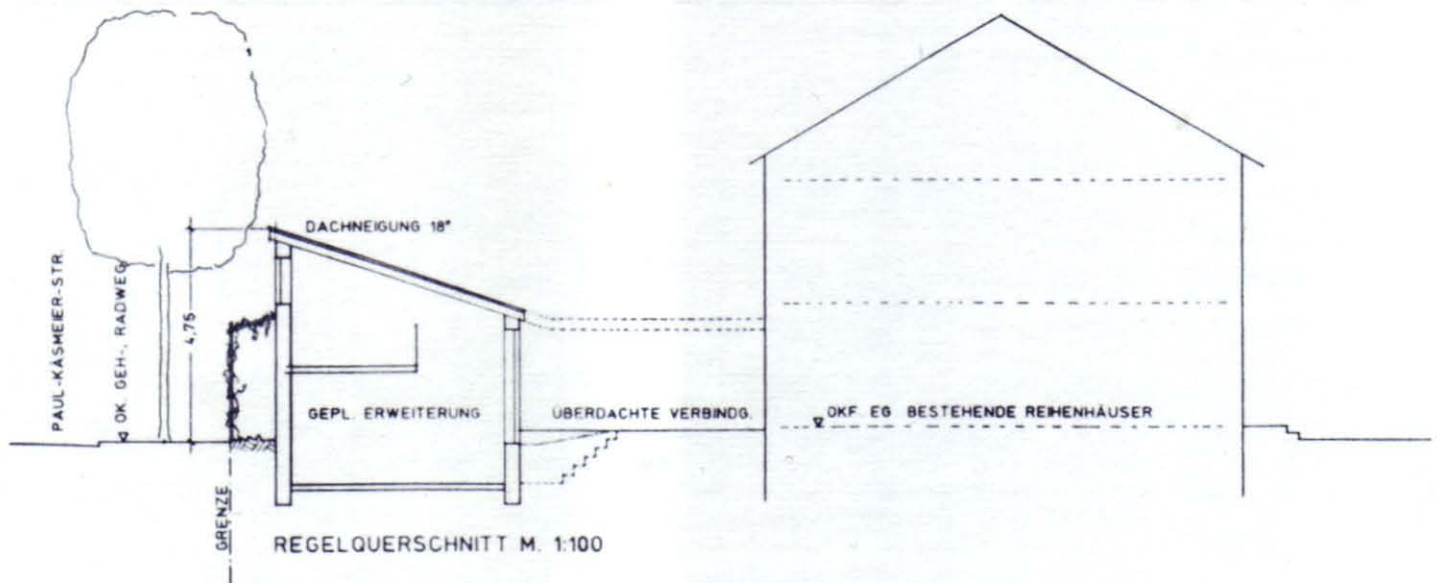 DACHNEIGUNG 18°
PAUL-KÄSMEIER-STR.
OK. GEH-, RADWEG
4,75
GEPL. ERWEITERUNG
ÜBERDACHTE VERBINDG.
OKF. EG BESTEHENDE REIHENHÄUSER
GRENZE
REGELQUERSCHNITT M. 1:100